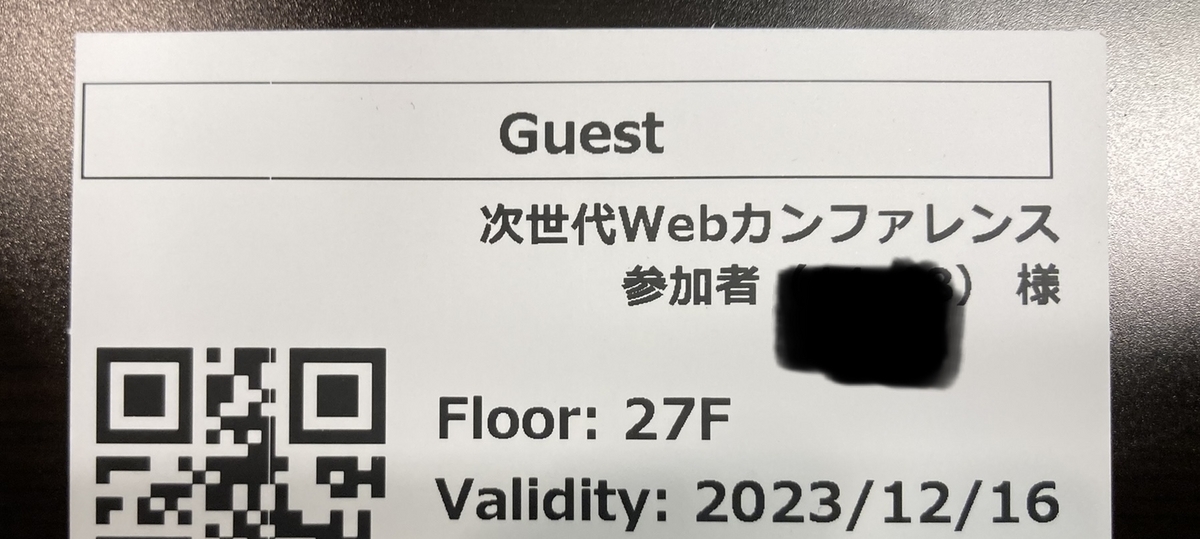 Guest
次世代Webカンファレンス
参加者 ） 様
Floor: 27F
Validity: 2023/12/16